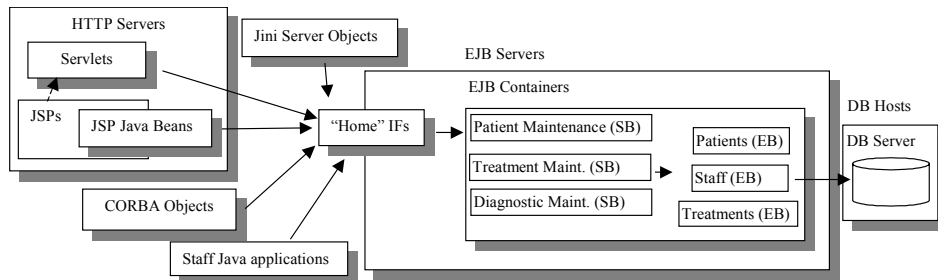 HTTP Servers
Servlets
JSPs
JSP Java Beans
Jini Server Objects
“Home” IFs
CORBA Objects
Staff Java applications
EJB Servers
EJB Containers
Patient Maintenance (SB)
Treatment Maint. (SB)
Diagnostic Maint. (SB)
Patients (EB)
Staff (EB)
Treatments (EB)
DB Hosts
DB Server